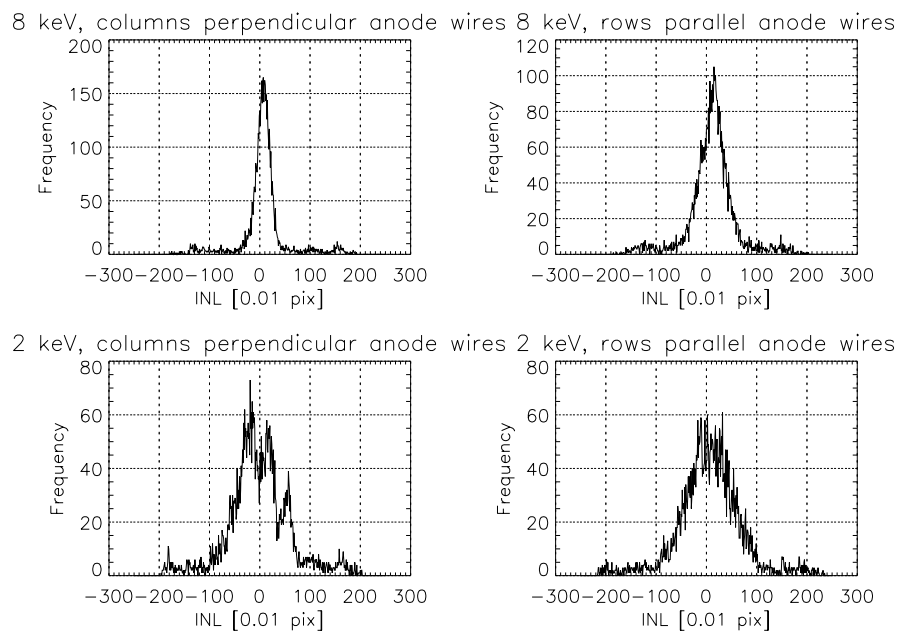 8 keV, columns perpendicular anode wires
200
150
100
50
0
Frequency
−300−200−100 0 100 200 300
INL [0.01 pix]
8 keV, rows parallel anode wires
120
100
80
60
40
20
0
Frequency
−300−200−100 0 100 200 300
INL [0.01 pix]
2 keV, columns perpendicular anode wires
80
60
40
20
0
Frequency
−300−200−100 0 100 200 300
INL [0.01 pix]
2 keV, rows parallel anode wires
80
60
40
20
0
Frequency
−300−200−100 0 100 200 300
INL [0.01 pix]